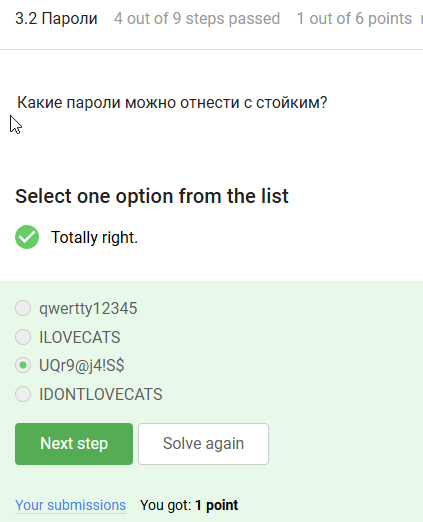 3.2 Пароли 4 out of 9 steps passed 1 out of 6 points
Какие пароли можно отнести с стойким?
Select one option from the list
Totally right.
qwertty12345
ILOVECATS
UQr9@j4!S$
IDONTLOVECATS
Next step Solve again
Your submissions You got: 1 point